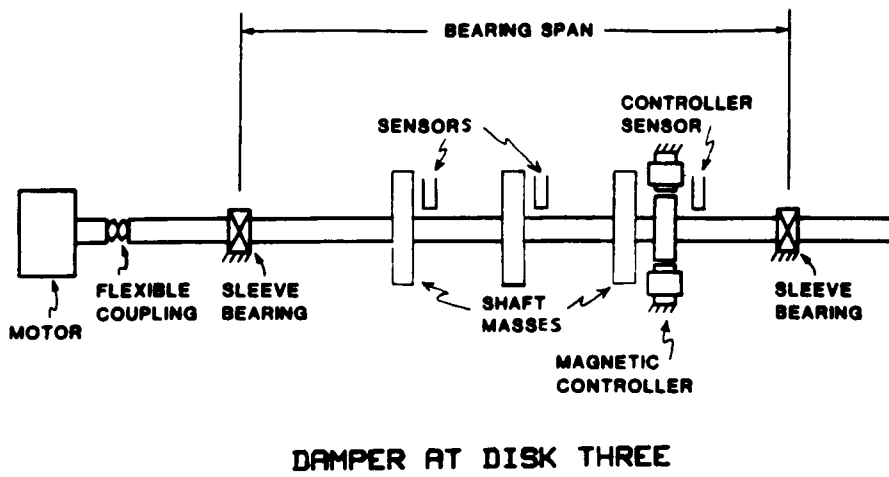 BEARING SPAN
SENSORS
CONTROLLER
SENSOR
MOTOR
FLEXIBLE
COUPLING
SLEEVE
BEARING
SHAFT
MASSES
MAGNETIC
CONTROLLER
SLEEVE
BEARING
DAMPER AT DISK THREE